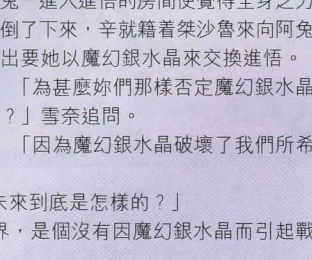 兔一進入進悟的房間便覺得全身之力
倒了下來，辛就籍着桀沙魯來向阿兔
出要她以魔幻銀水晶來交換進悟。
「為甚麼妳們那樣否定魔幻銀水晶
？」雪奈追問。
「因為魔幻銀水晶破壞了我們所希
未來到底是怎樣的？」
界，是個沒有因魔幻銀水晶而引起戰